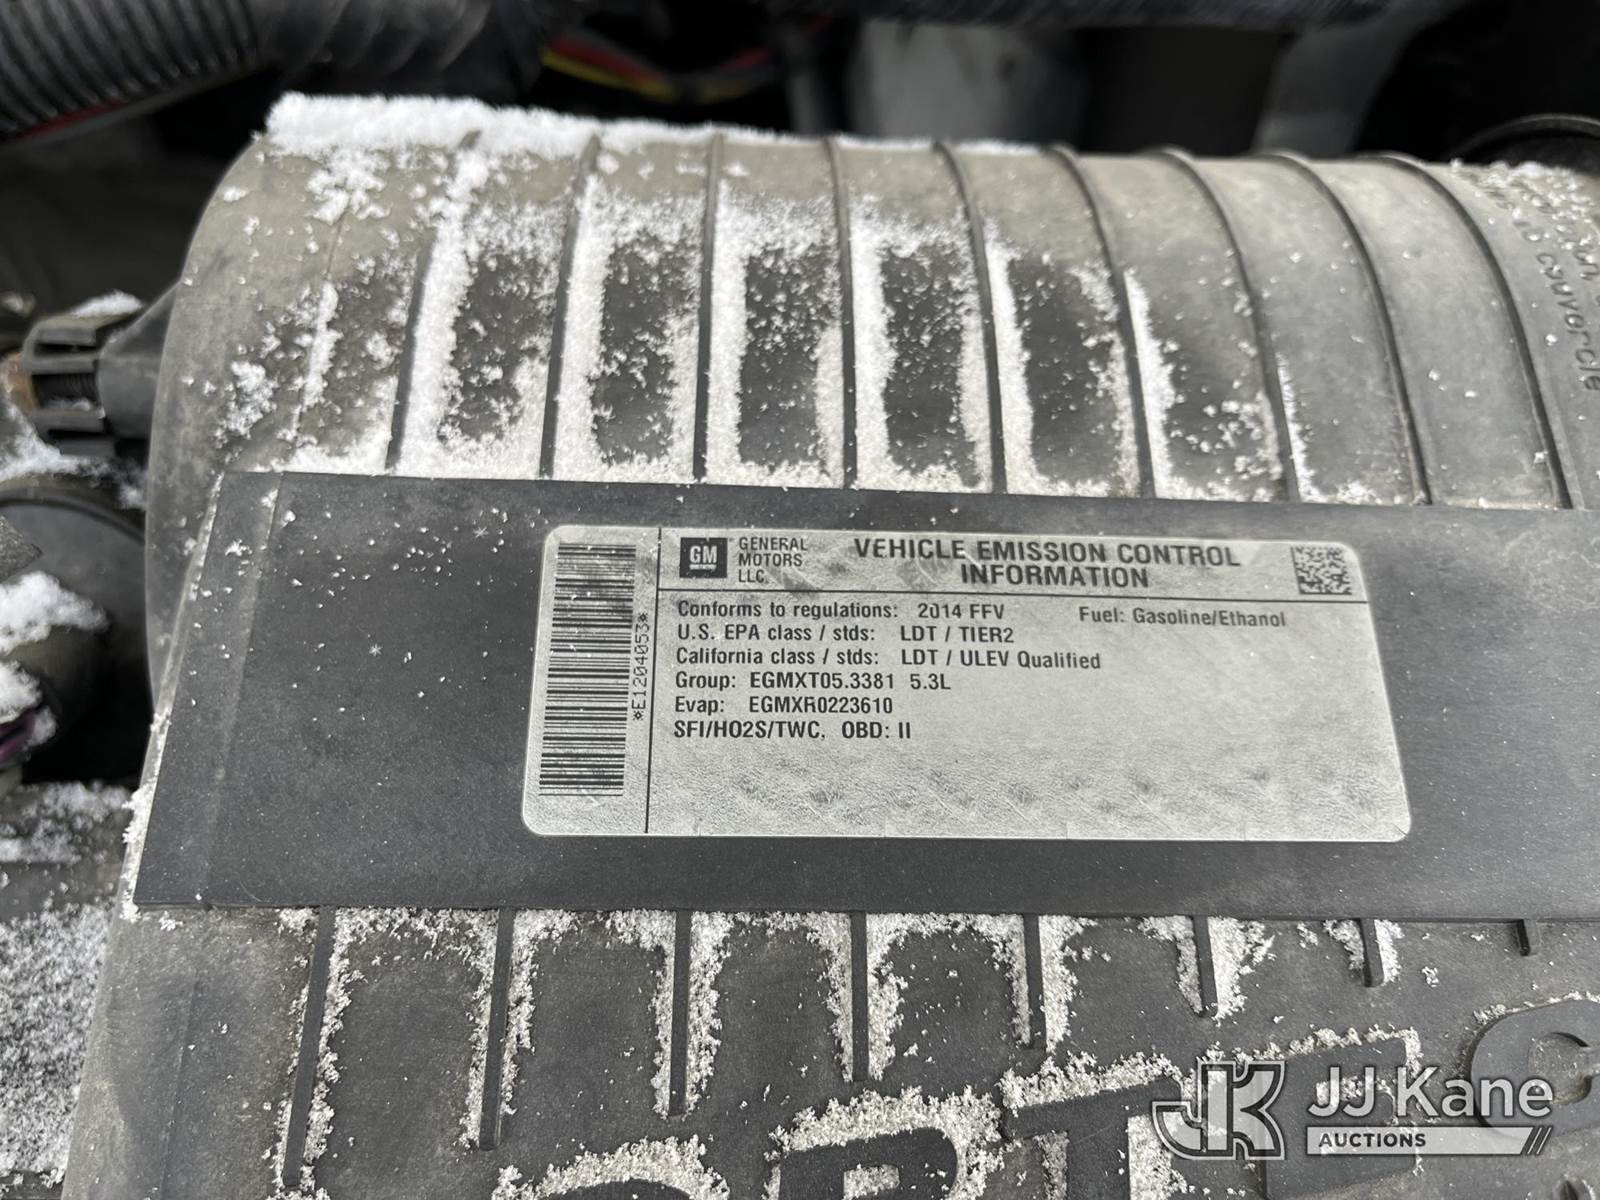 couvercle
*E1204053*
GM
GENERAL
MOTORS
LLC.
VEHICLE EMISSION CONTROL
INFORMATION
Conforms to regulations: 2014 FFV Fuel: Gasoline/Ethanol
U.S. EPA class / stds: LDT / TIER2
California class / stds: LDT / ULEV Qualified
Group: EGMXT05.3381 5.3L
Evap: EGMXR0223610
SFI/HO2S/TWC, OBD: II
JK JJ Kane
AUCTIONS